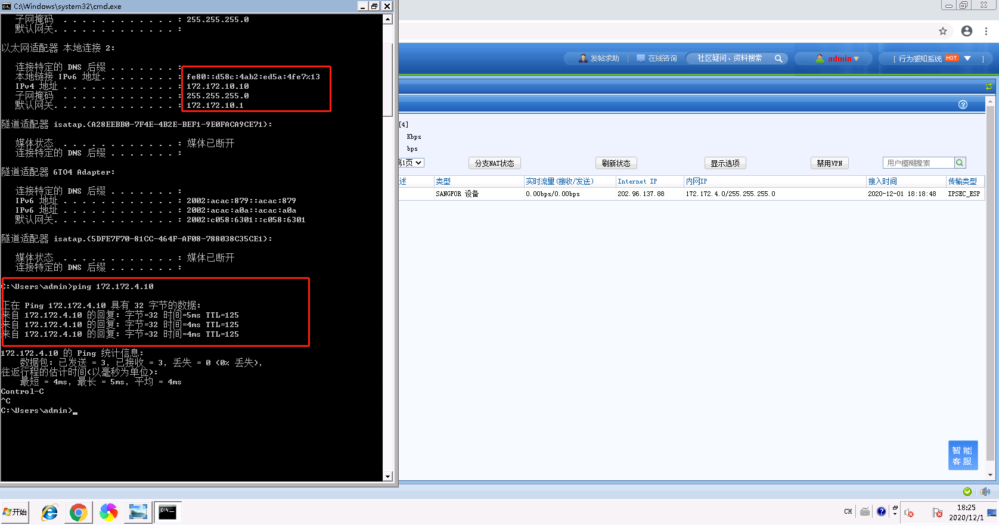 C:\Windows\system32\cmd.exe
子网掩码 . . . . . . . . . . . . : 255.255.255.0
默认网关. . . . . . . . . . . . . :
以太网适配器 本地连接 2:
连接特定的 DNS 后缀 . . . . . . . :
本地链接 IPv6 地址. . . . . . . . : fe80::d58c:4ab2:ed5a:4fe7%13
IPv4 地址 . . . . . . . . . . . . : 172.172.10.10
子网掩码 . . . . . . . . . . . . : 255.255.255.0
默认网关. . . . . . . . . . . . . : 172.172.10.1
隧道适配器 isatap.{A28EEBB0-7F4E-4B2E-BEF1-9E0FACA9CE71}:
媒体状态 . . . . . . . . . . . . : 媒体已断开
连接特定的 DNS 后缀 . . . . . . . :
隧道适配器 6TO4 Adapter:
连接特定的 DNS 后缀 . . . . . . . :
IPv6 地址 . . . . . . . . . . . . : 2002:acac:879::acac:879
IPv6 地址 . . . . . . . . . . . . : 2002:acac:a0a::acac:a0a
默认网关. . . . . . . . . . . . . : 2002:c058:6301::c058:6301
隧道适配器 isatap.{5DFE7F70-81CC-464F-AF08-788038C35CE1}:
媒体状态 . . . . . . . . . . . . : 媒体已断开
连接特定的 DNS 后缀 . . . . . . . :
C:\Users\admin>ping 172.172.4.10
正在 Ping 172.172.4.10 具有 32 字节的数据:
来自 172.172.4.10 的回复: 字节=32 时间=5ms TTL=125
来自 172.172.4.10 的回复: 字节=32 时间=4ms TTL=125
来自 172.172.4.10 的回复: 字节=32 时间=4ms TTL=125
172.172.4.10 的 Ping 统计信息:
数据包: 已发送 = 3, 已接收 = 3, 丢失 = 0 (0% 丢失),
往返行程的估计时间(以毫秒为单位):
最短 = 4ms, 最长 = 5ms, 平均 = 4ms
Control-C
^C
C:\Users\admin>
发帖求助 在线咨询 社区疑问、资料搜索 admin [ 行为感知系统 HOT ]
[4]
Kbps
bps
第1页 分支NAT状态 刷新状态 显示选项 禁用VPN 用户模糊搜索
述 类型 实时流量(接收/发送) Internet IP 内网IP 接入时间 传输类型
SANGFOR 设备 0.00bps/0.00bps 202.96.137.88 172.172.4.0/255.255.255.0 2020-12-01 18:18:48 IPSEC_ESP
智能
客服
开始 CH 18:25
2020/12/1